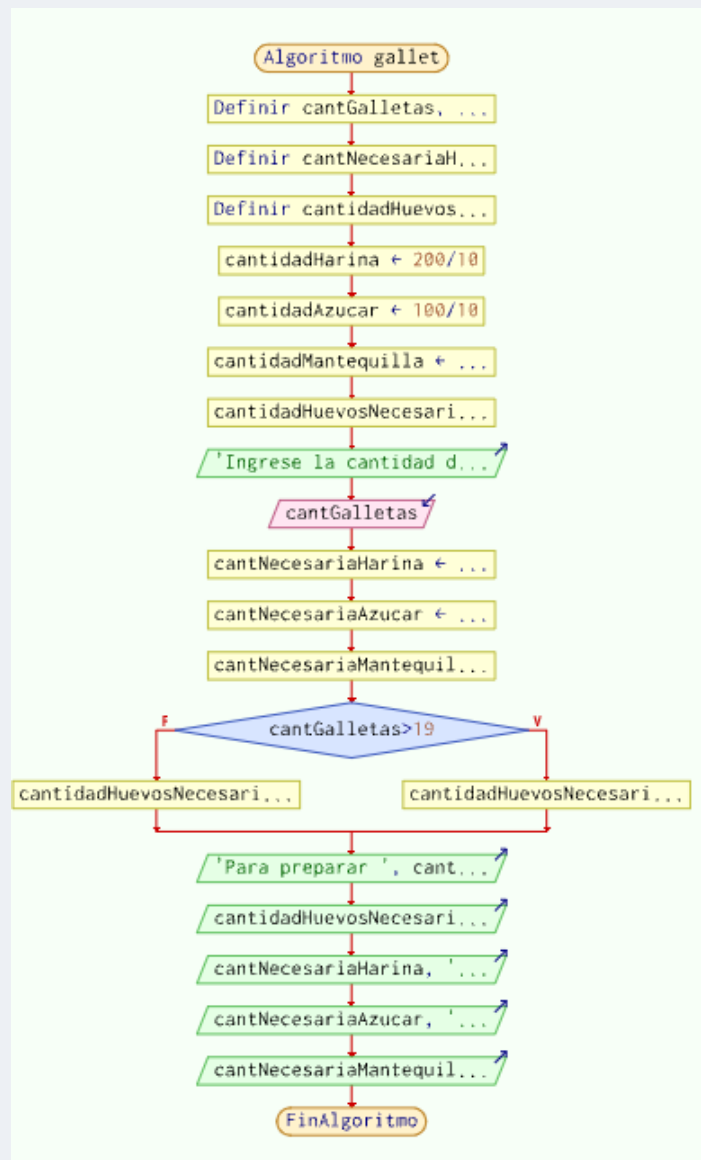 Algoritmo gallet
Definir cantGalletas, ...
Definir cantNecesariaH...
Definir cantidadHuevos...
cantidadHarina ← 200/10
cantidadAzucar ← 100/10
cantidadMantequilla ← ...
cantidadHuevosNecesari...
'Ingrese la cantidad d...
cantGalletas
cantNecesariaHarina ← ...
cantNecesariaAzucar ← ...
cantNecesariaMantequil...
F
cantGalletas>19
V
cantidadHuevosNecesari...
cantidadHuevosNecesari...
'Para preparar ', cant...
cantidadHuevosNecesari...
cantNecesariaHarina, '...
cantNecesariaAzucar, '...
cantNecesariaMantequil...
FinAlgoritmo